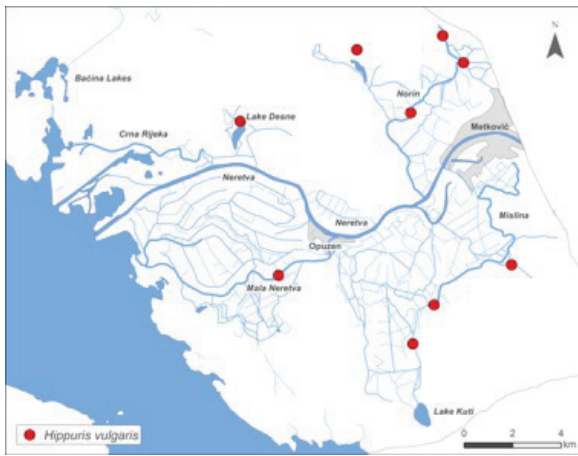 N
Baćina Lakes
Norin
Lake Desne
Metković
Crna Rijeka
Neretva
Mislina
Neretva
Opuzen
Mala Neretva
Lake Kuti
Hippuris vulgaris
0 2 4
km